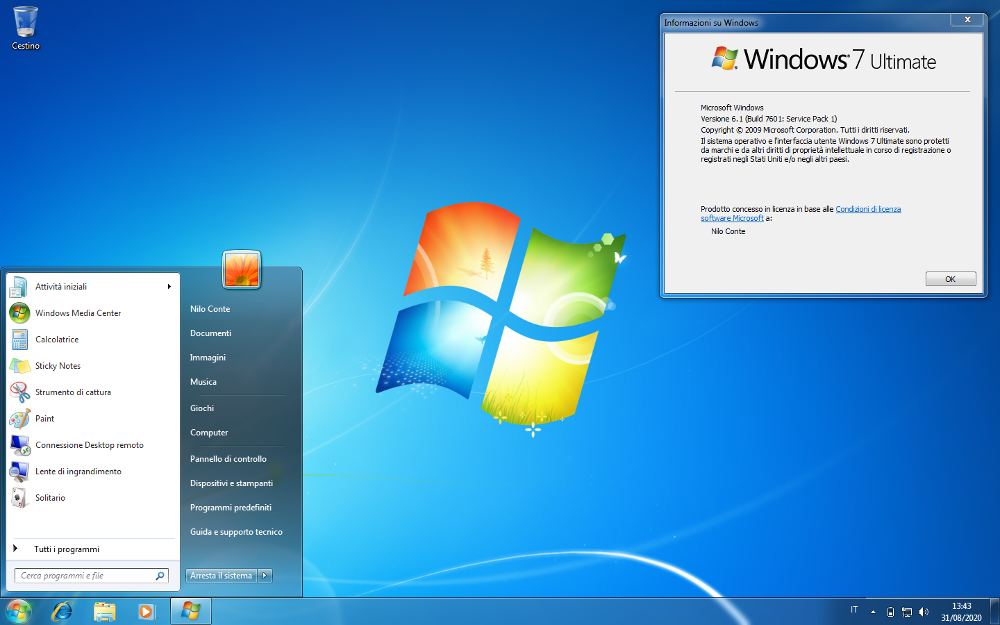 Cestino
Informazioni su Windows
Windows® 7 Ultimate
Microsoft Windows
Versione 6.1 (Build 7601: Service Pack 1)
Copyright © 2009 Microsoft Corporation. Tutti i diritti riservati.
Il sistema operativo e l'interfaccia utente Windows 7 Ultimate sono protetti
da marchi e da altri diritti di proprietà intellettuale in corso di registrazione o
registrati negli Stati Uniti e/o negli altri paesi.
Prodotto concesso in licenza in base alle Condizioni di licenza
software Microsoft a:
Nilo Conte
OK
Attività iniziali
Windows Media Center
Calcolatrice
Sticky Notes
Strumento di cattura
Paint
Connessione Desktop remoto
Lente di ingrandimento
Solitario
Tutti i programmi
Cerca programmi e file
Nilo Conte
Documenti
Immagini
Musica
Giochi
Computer
Pannello di controllo
Dispositivi e stampanti
Programmi predefiniti
Guida e supporto tecnico
Arresta il sistema
IT
13:43
31/08/2020